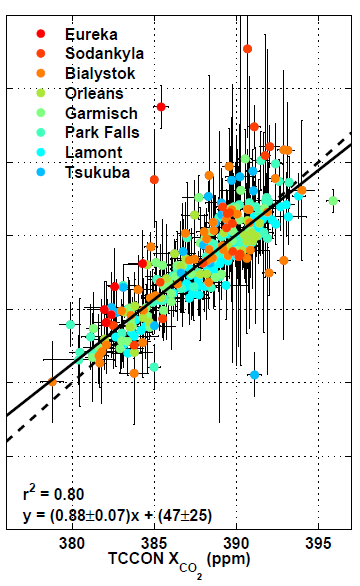 Eureka
Sodankyla
Bialystok
Orleans
Garmisch
Park Falls
Lamont
Tsukuba
r² = 0.80
y = (0.88±0.07)x + (47±25)
380 385 390 395
TCCON X_CO₂ (ppm)